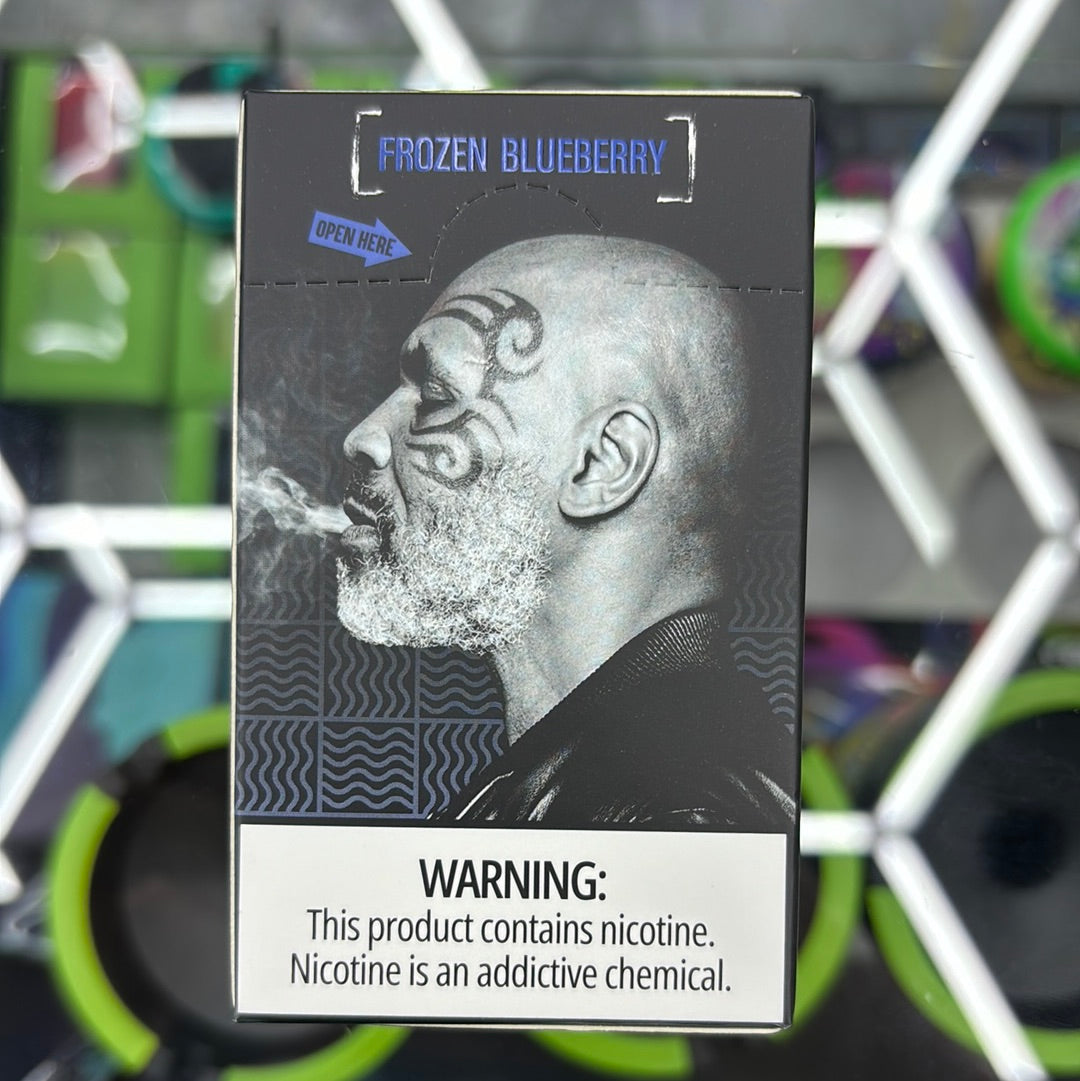 FROZEN BLUEBERRY
OPEN HERE
WARNING:
This product contains nicotine.
Nicotine is an addictive chemical.